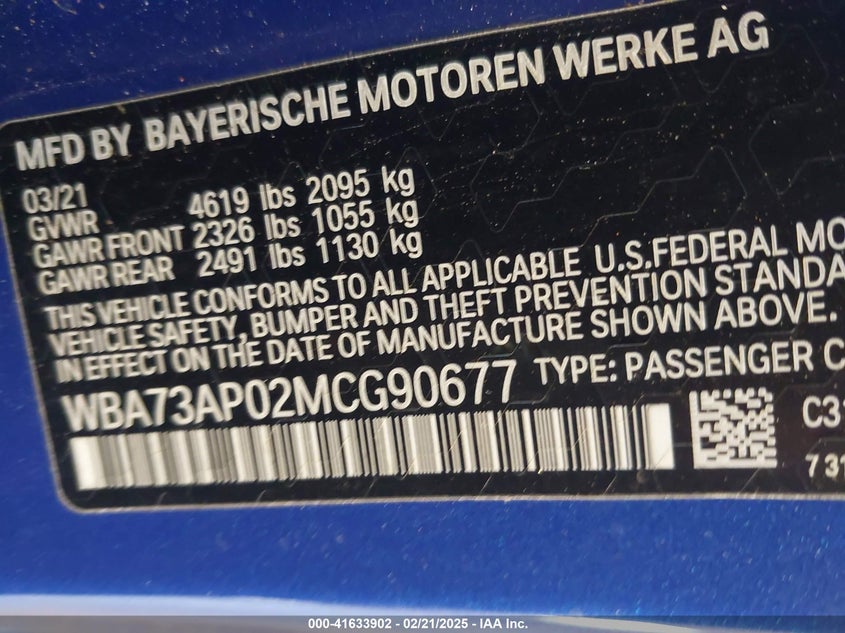 MFD BY BAYERISCHE MOTOREN WERKE AG
03/21
GVWR 4619 lbs 2095 kg
GAWR FRONT 2326 lbs 1055 kg
GAWR REAR 2491 lbs 1130 kg
THIS VEHICLE CONFORMS TO ALL APPLICABLE U.S.FEDERAL MO
VEHICLE SAFETY, BUMPER AND THEFT PREVENTION STANDA
IN EFFECT ON THE DATE OF MANUFACTURE SHOWN ABOVE.
WBA73AP02MCG90677 TYPE: PASSENGER C
C31
7 31
000-41633902 - 02/21/2025 - IAA Inc.